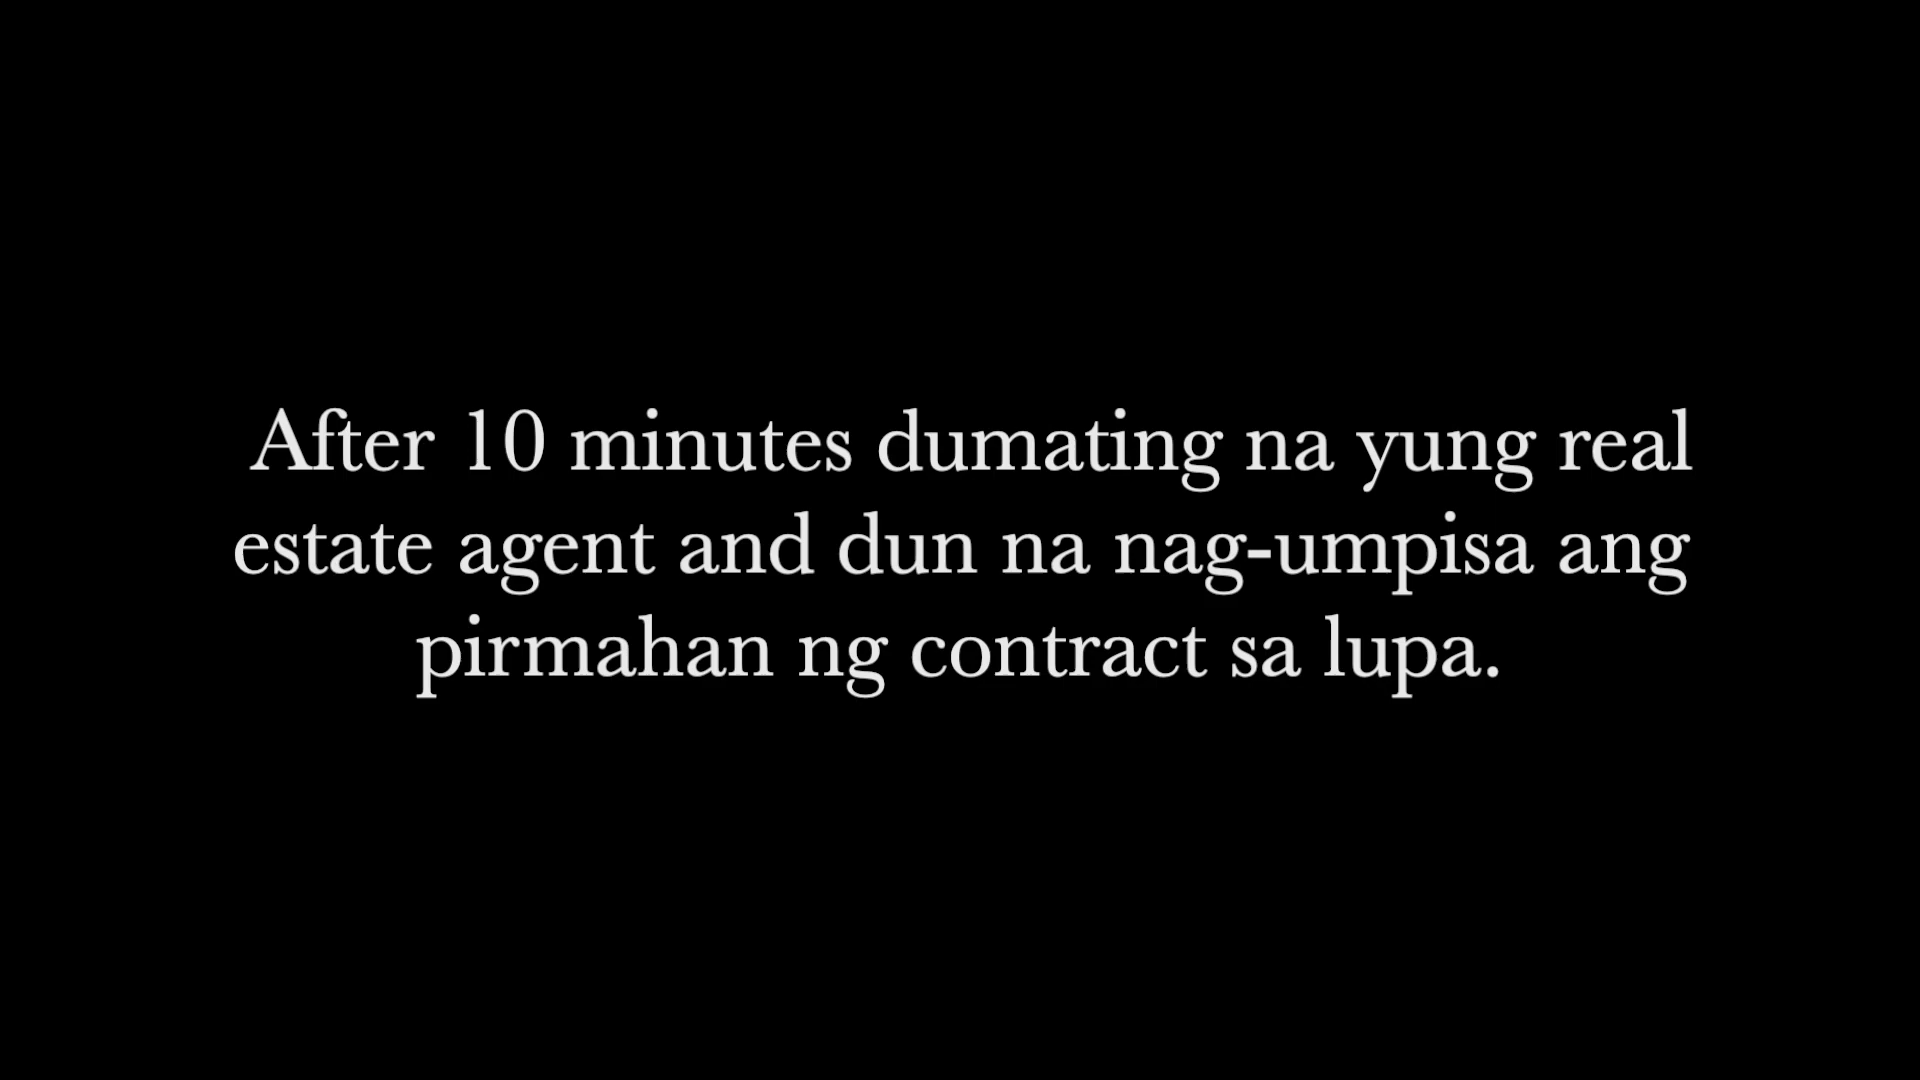 After 10 minutes dumating na yung real
estate agent and dun na nag-umpisa ang
pirmahan ng contract sa lupa.